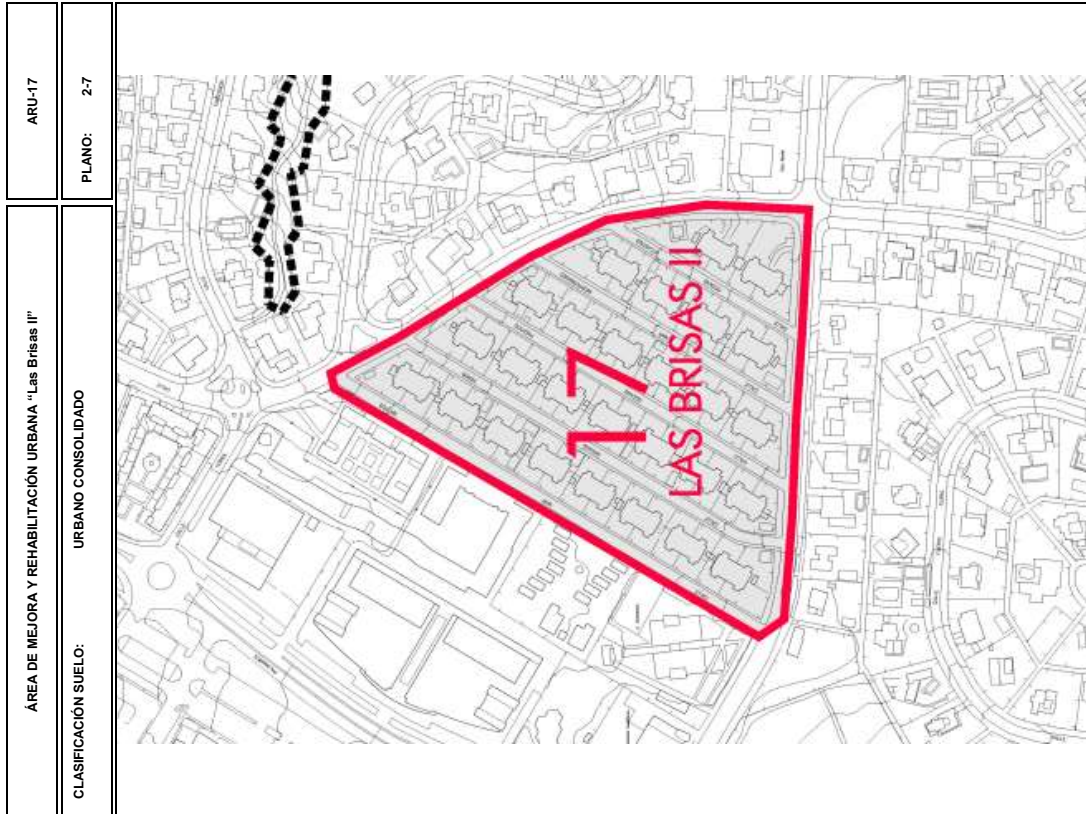 ÁREA DE MEJORA Y REHABILITACIÓN URBANA “Las Brisas II”
ARU-17
CLASIFICACIÓN SUELO:
URBANO CONSOLIDADO
PLANO:
2-7
17
LAS BRISAS II